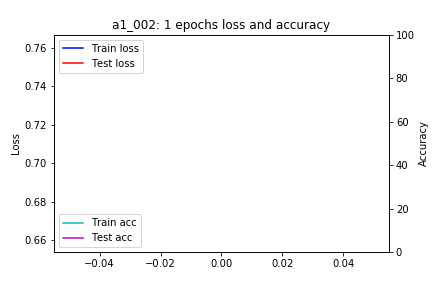 a1_002: 1 epochs loss and accuracy
0.76
0.74
0.72
0.70
0.68
0.66
Loss
Train loss
Test loss
Train acc
Test acc
100
80
60
40
20
0
Accuracy
−0.04
−0.02
0.00
0.02
0.04